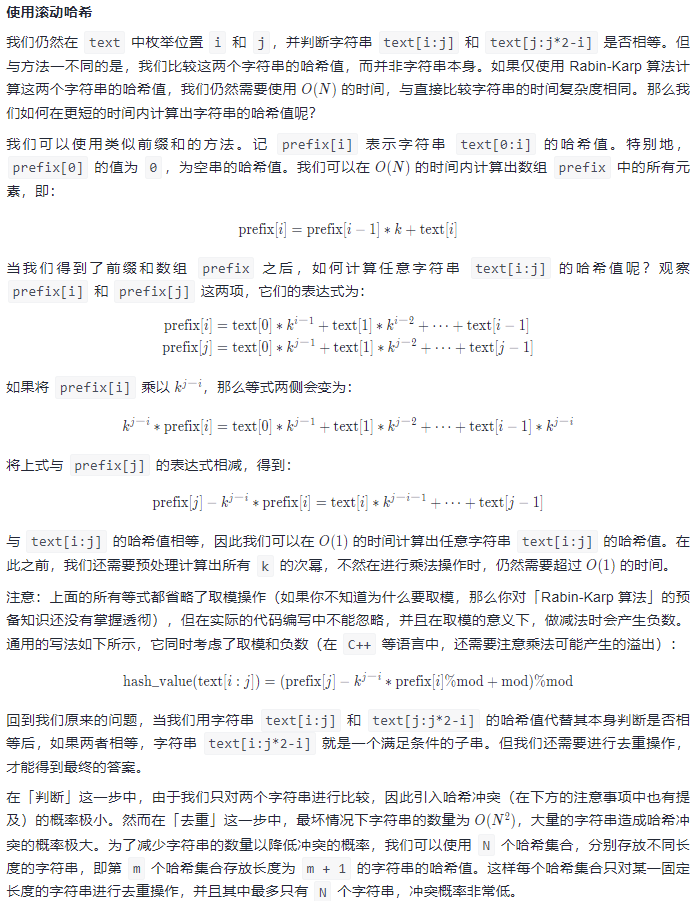 使用滚动哈希
我们仍然在 text 中枚举位置 i 和 j ，并判断字符串 text[i:j] 和 text[j:j*2-i] 是否相等。但
与方法一不同的是，我们比较这两个字符串的哈希值，而并非字符串本身。如果仅使用 Rabin-Karp 算法计
算这两个字符串的哈希值，我们仍然需要使用 O(N) 的时间，与直接比较字符串的时间复杂度相同。那么我
们如何在更短的时间内计算出字符串的哈希值呢？
我们可以使用类似前缀和的方法。记 prefix[i] 表示字符串 text[0:i] 的哈希值。特别地，
prefix[0] 的值为 0 ，为空串的哈希值。我们可以在 O(N) 的时间内计算出数组 prefix 中的所有元
素，即：
prefix[i] = prefix[i − 1] ∗ k + text[i]
当我们得到了前缀和数组 prefix 之后，如何计算任意字符串 text[i:j] 的哈希值呢？观察
prefix[i] 和 prefix[j] 这两项，它们的表达式为：
prefix[i] = text[0] ∗ k^{i−1} + text[1] ∗ k^{i−2} + ⋯ + text[i − 1]
prefix[j] = text[0] ∗ k^{j−1} + text[1] ∗ k^{j−2} + ⋯ + text[j − 1]
如果将 prefix[i] 乘以 k^{j−i}，那么等式两侧会变为：
k^{j−i} ∗ prefix[i] = text[0] ∗ k^{j−1} + text[1] ∗ k^{j−2} + ⋯ + text[i − 1] ∗ k^{j−i}
将上式与 prefix[j] 的表达式相减，得到：
prefix[j] − k^{j−i} ∗ prefix[i] = text[i] ∗ k^{j−i−1} + ⋯ + text[j − 1]
与 text[i:j] 的哈希值相等，因此我们可以在 O(1) 的时间计算出任意字符串 text[i:j] 的哈希值。在
此之前，我们还需要预处理计算出所有 k 的次幂，不然在进行乘法操作时，仍然需要超过 O(1) 的时间。
注意：上面的所有等式都省略了取模操作（如果你不知道为什么要取模，那么你对「Rabin-Karp 算法」的预
备知识还没有掌握透彻），但在实际的代码编写中不能忽略，并且在取模的意义下，做减法时会产生负数。
通用的写法如下所示，它同时考虑了取模和负数（在 C++ 等语言中，还需要注意乘法可能产生的溢出）：
hash_value(text[i : j]) = (prefix[j] − k^{j−i} ∗ prefix[i]%mod + mod)%mod
回到我们原来的问题，当我们用字符串 text[i:j] 和 text[j:j*2-i] 的哈希值代替其本身判断是否相
等后，如果两者相等，字符串 text[i:j*2-i] 就是一个满足条件的子串。但我们还需要进行去重操作，
才能得到最终的答案。
在「判断」这一步中，由于我们只对两个字符串进行比较，因此引入哈希冲突（在下方的注意事项中也有提
及）的概率极小。然而在「去重」这一步中，最坏情况下字符串的数量为 O(N^2)，大量的字符串造成哈希冲
突的概率极大。为了减少字符串的数量以降低冲突的概率，我们可以使用 N 个哈希集合，分别存放不同长
度的字符串，即第 m 个哈希集合存放长度为 m + 1 的字符串的哈希值。这样每个哈希集合只对某一固定
长度的字符串进行去重操作，并且其中最多只有 N 个字符串，冲突概率非常低。